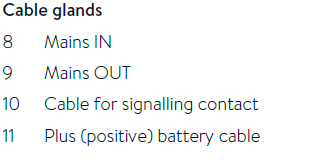 Cable glands
8 Mains IN
9 Mains OUT
10 Cable for signalling contact
11 Plus (positive) battery cable